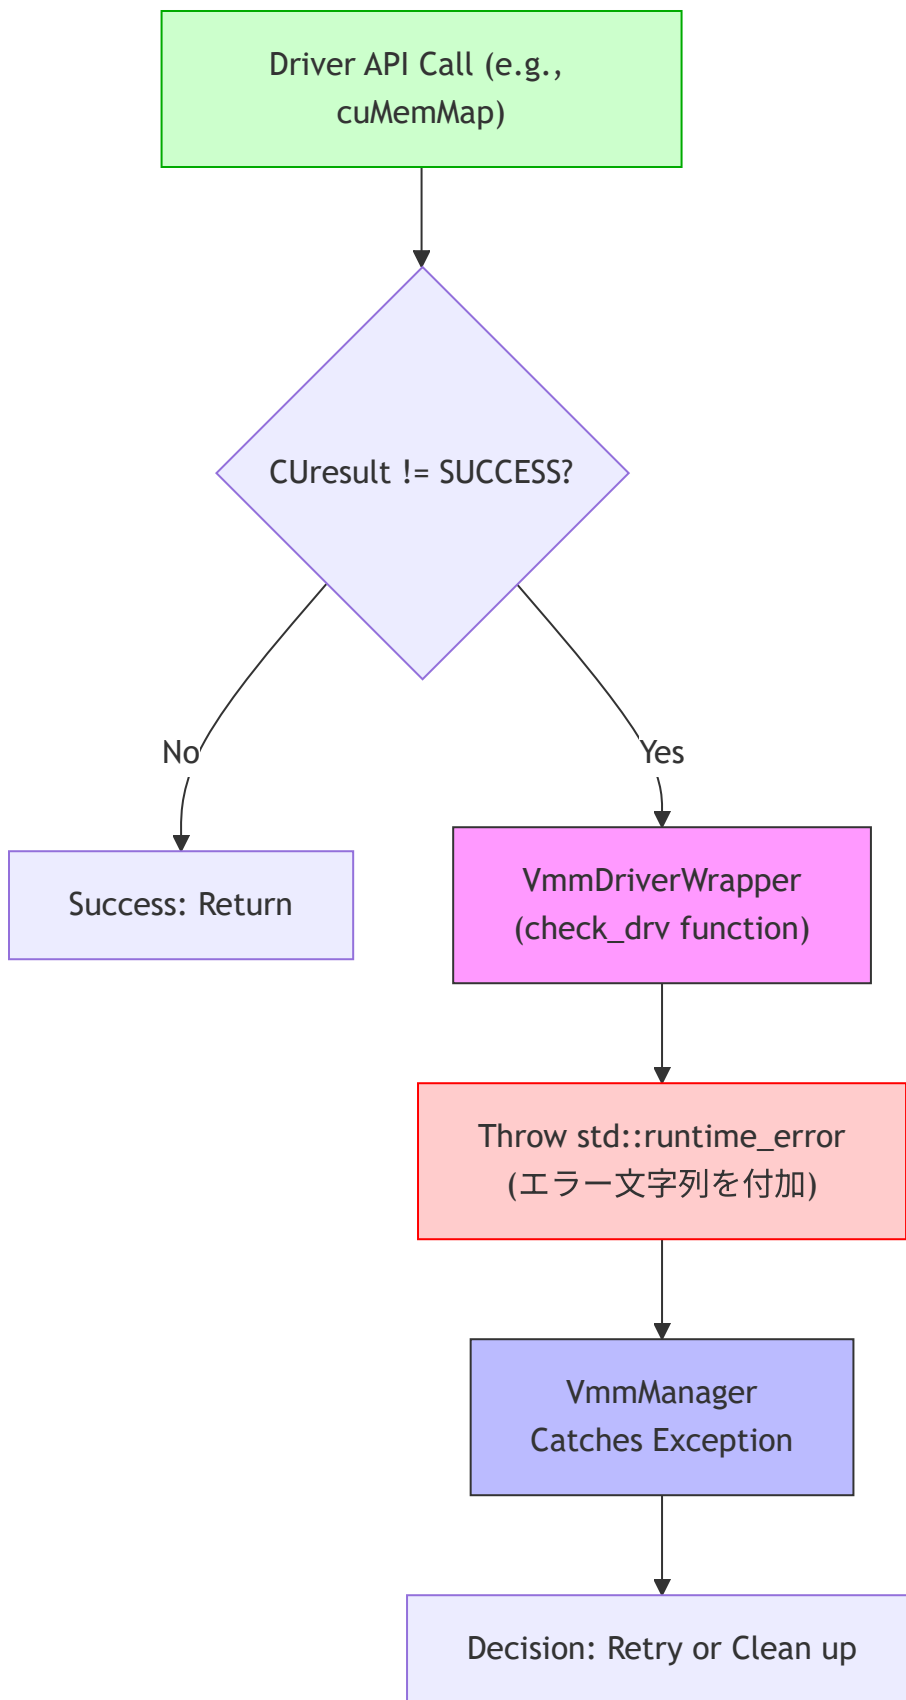 Driver API Call (e.g.,
cuMemMap)
CUresult != SUCCESS?
No
Yes
Success: Return
VmmDriverWrapper
(check_drv function)
Throw std::runtime_error
(エラー文字列を付加)
VmmManager
Catches Exception
Decision: Retry or Clean up